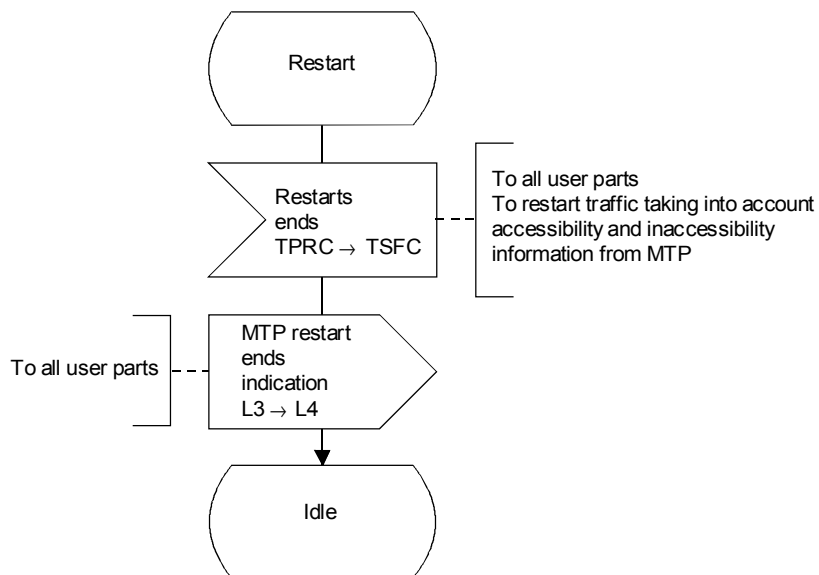 Restart
Restarts
ends
TPRC → TSFC
To all user parts
To restart traffic taking into account
accessibility and inaccessibility
information from MTP
MTP restart
ends
indication
L3 → L4
To all user parts
Idle